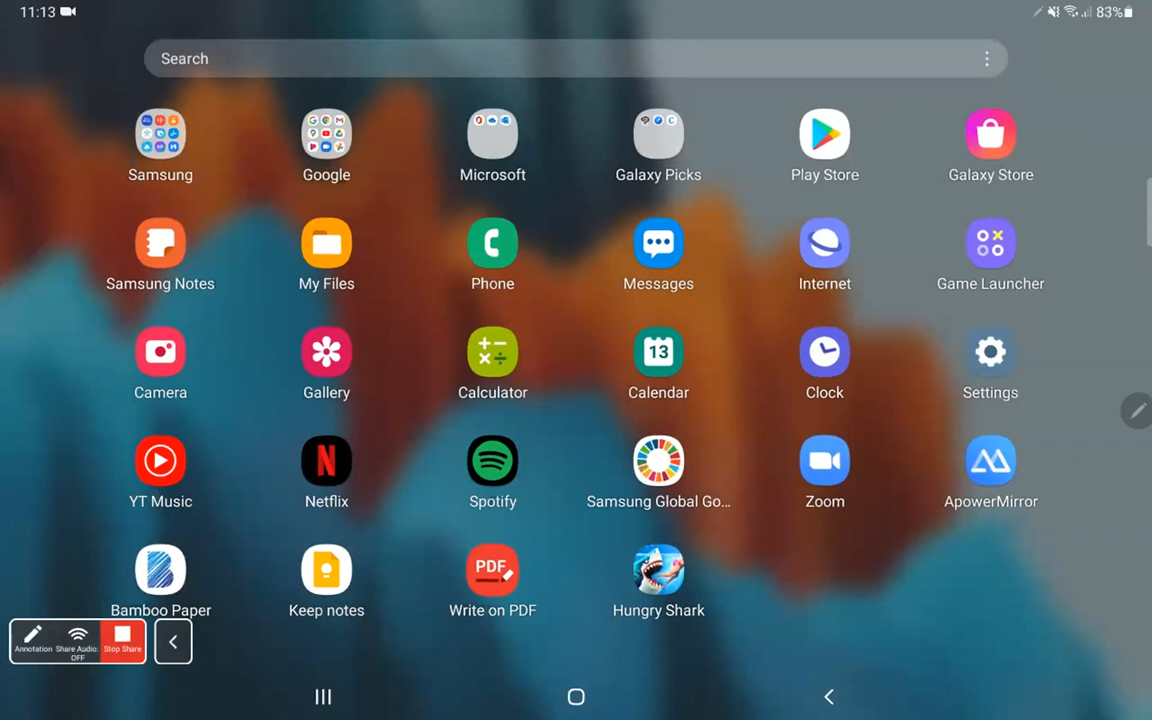 11:13
83%
Search
Samsung Google Microsoft Galaxy Picks Play Store Galaxy Store
Samsung Notes My Files Phone Messages Internet Game Launcher
13
Camera Gallery Calculator Calendar Clock Settings
YT Music Netflix Spotify Samsung Global Go... Zoom ApowerMirror
PDF
Bamboo Paper Keep notes Write on PDF Hungry Shark
Annotation Share Audio: OFF Stop Share